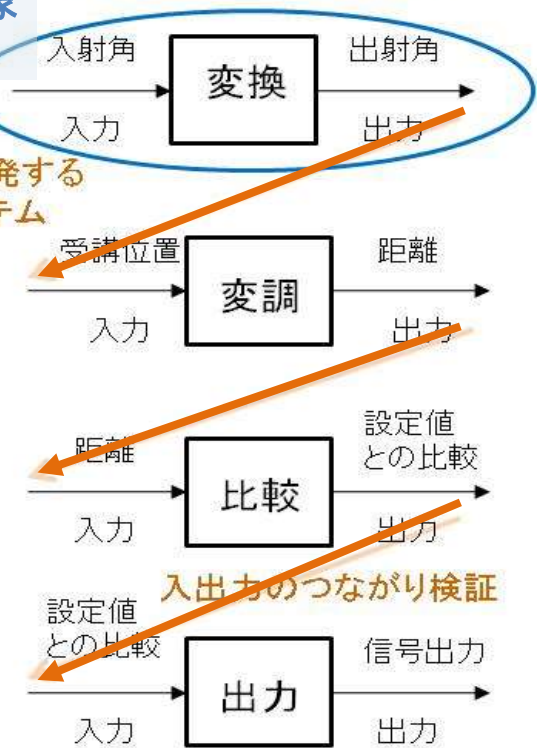 象
入射角
変換
出射角
入力
出力
発する
テム
受講位置
変調
距離
入力
出力
距離
比較
設定値
との比較
入力
出力
入出力のつながり検証
設定値
との比較
出力
信号出力
入力
出力